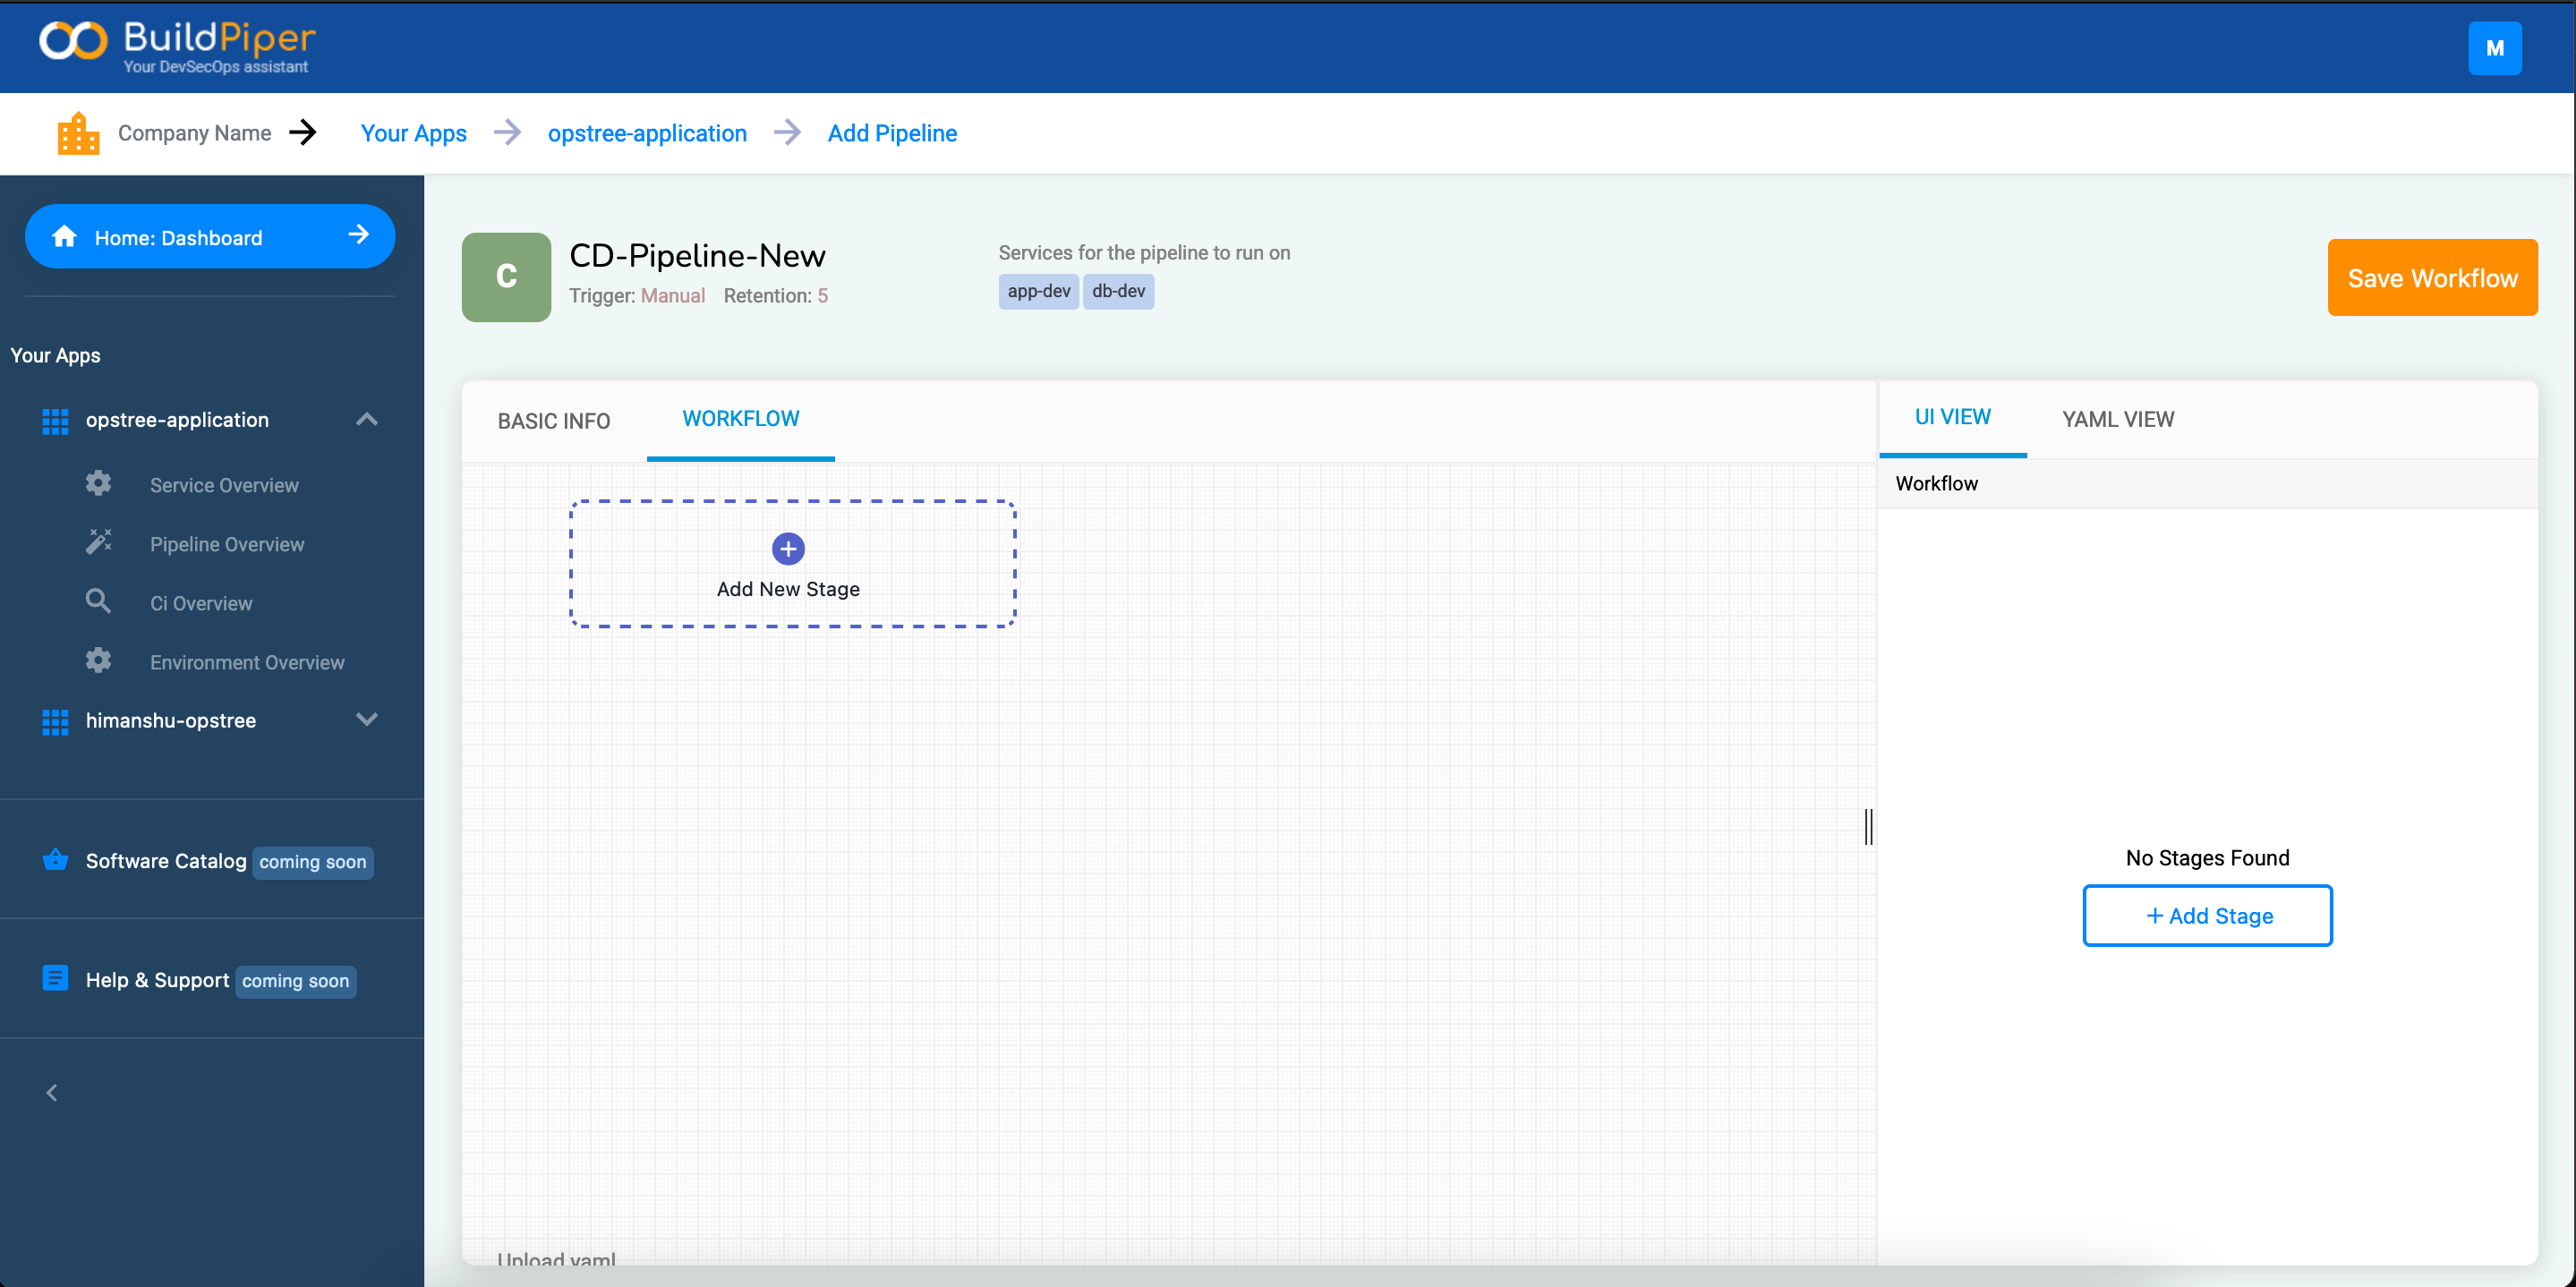 BuildPiper
Your DevSecOps assistant
M
Company Name
Your Apps
opstree-application
Add Pipeline
Home: Dashboard
Your Apps
opstree-application
Service Overview
Pipeline Overview
Ci Overview
Environment Overview
himanshu-opstree
Software Catalog coming soon
Help & Support coming soon
C
CD-Pipeline-New
Trigger: Manual Retention: 5
Services for the pipeline to run on
app-dev db-dev
Save Workflow
BASIC INFO WORKFLOW
Add New Stage
Upload yaml
UI VIEW YAML VIEW
Workflow
No Stages Found
+ Add Stage